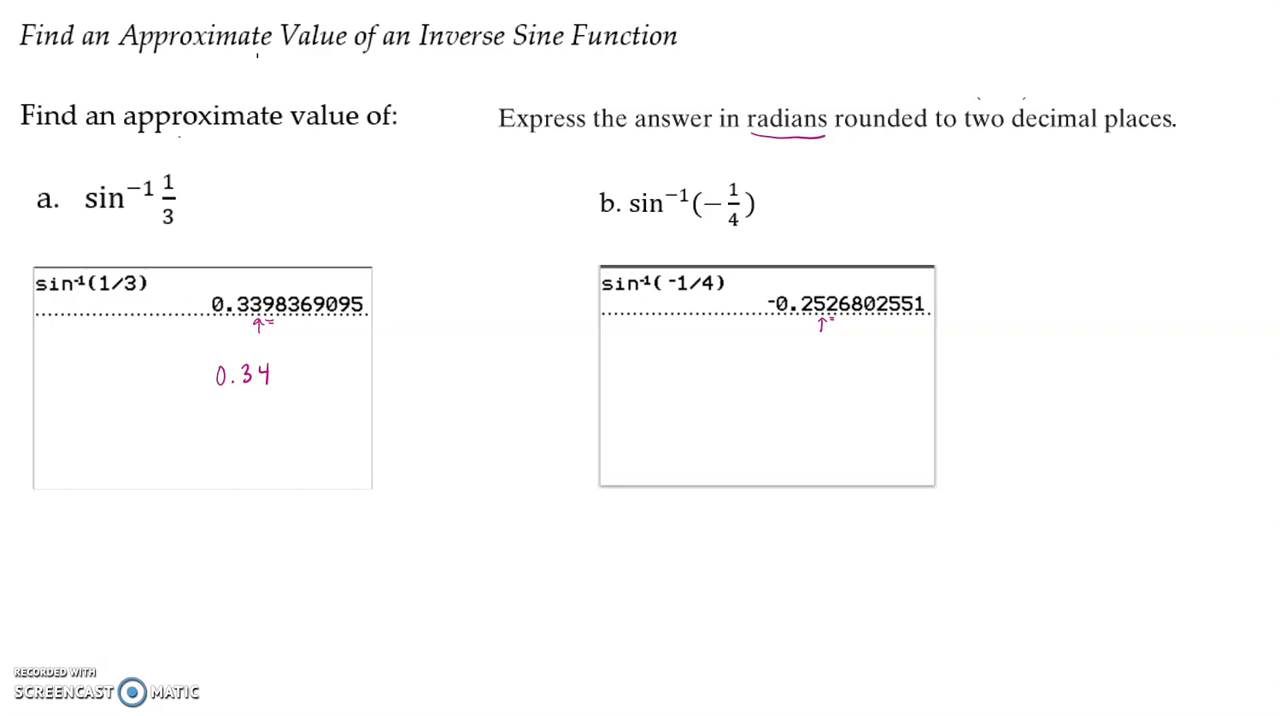 Find an Approximate Value of an Inverse Sine Function
Find an approximate value of: Express the answer in radians rounded to two decimal places.
a. sin⁻¹ 1/3
b. sin⁻¹(−1/4)
sin⁻¹(1/3)
0.3398369095
0.34
sin⁻¹(-1/4)
-0.2526802551
RECORDED WITH
SCREENCAST MATIC